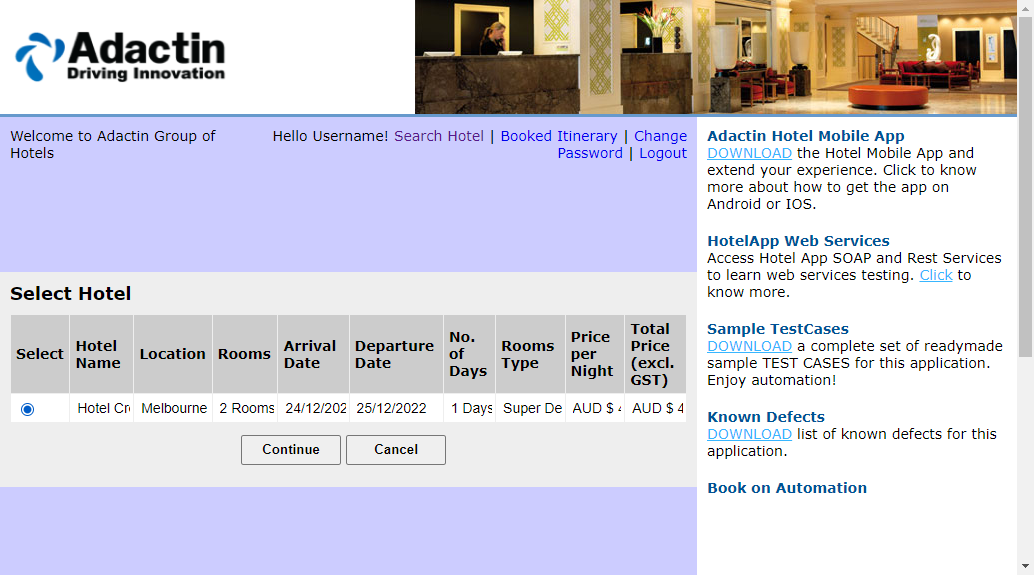 Adactin
Driving Innovation
Welcome to Adactin Group of
Hotels
Hello Username! Search Hotel | Booked Itinerary | Change
Password | Logout
Select Hotel
Select
Hotel
Name
Location
Rooms
Arrival
Date
Departure
Date
No.
of
Days
Rooms
Type
Price
per
Night
Total
Price
(excl.
GST)
Hotel Cr
Melbourne
2 Rooms
24/12/202
25/12/2022
1 Days
Super De
AUD $ 4
AUD $ 4
Continue
Cancel
Adactin Hotel Mobile App
DOWNLOAD the Hotel Mobile App and
extend your experience. Click to know
more about how to get the app on
Android or IOS.
HotelApp Web Services
Access Hotel App SOAP and Rest Services
to learn web services testing. Click to
know more.
Sample TestCases
DOWNLOAD a complete set of readymade
sample TEST CASES for this application.
Enjoy automation!
Known Defects
DOWNLOAD list of known defects for this
application.
Book on Automation